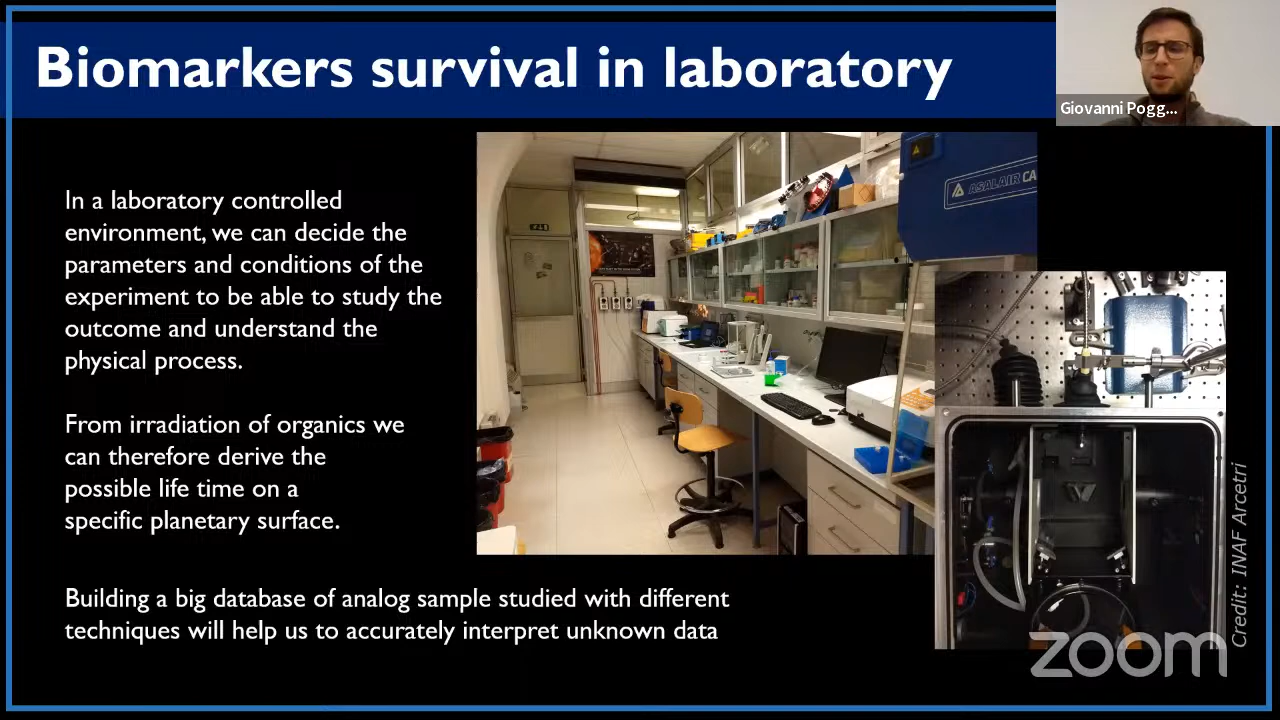 Biomarkers survival in laboratory
Giovanni Pogg...
In a laboratory controlled
environment, we can decide the
parameters and conditions of the
experiment to be able to study the
outcome and understand the
physical process.
From irradiation of organics we
can therefore derive the
possible life time on a
specific planetary surface.
Building a big database of analog sample studied with different
techniques will help us to accurately interpret unknown data
ASALAIR CA
Credit: INAF Arcetri
zoom